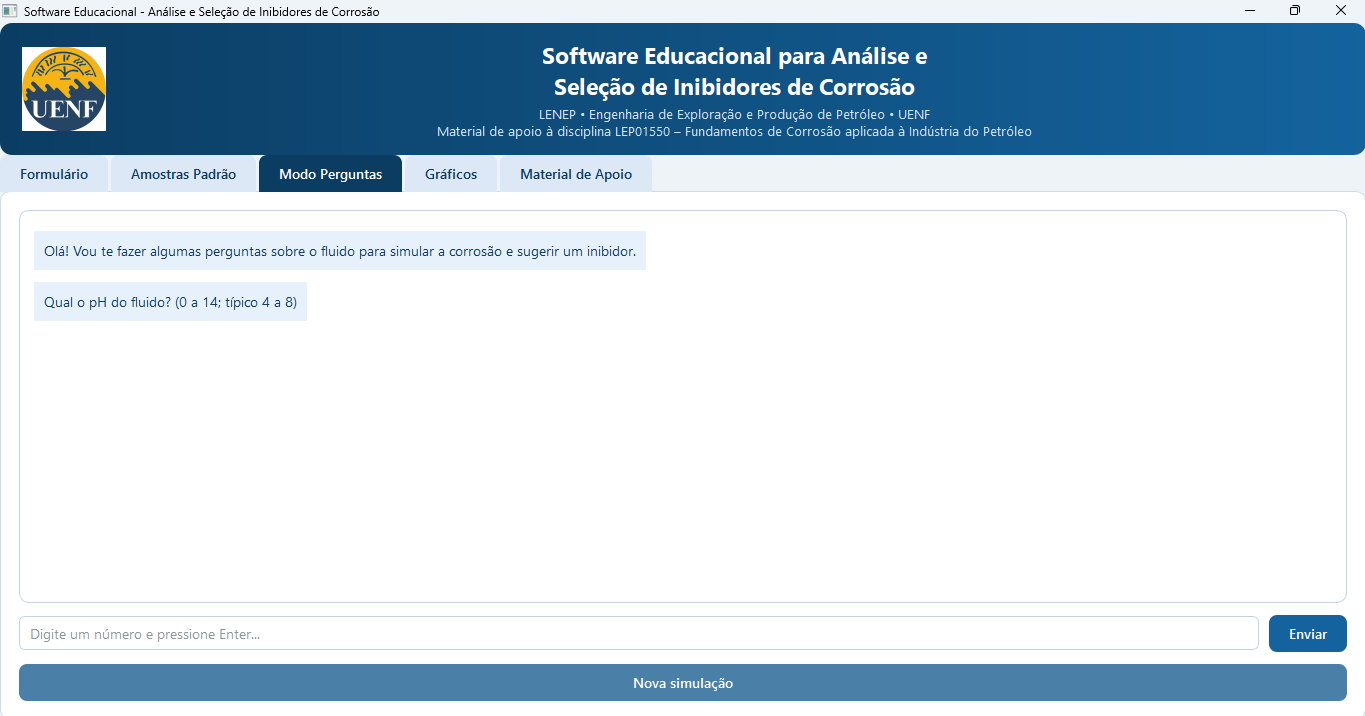 Software Educacional - Análise e Seleção de Inibidores de Corrosão
UENF
Software Educacional para Análise e
Seleção de Inibidores de Corrosão
LENEP • Engenharia de Exploração e Produção de Petróleo • UENF
Material de apoio à disciplina LEP01550 – Fundamentos de Corrosão aplicada à Indústria do Petróleo
Formulário
Amostras Padrão
Modo Perguntas
Gráficos
Material de Apoio
Olá! Vou te fazer algumas perguntas sobre o fluido para simular a corrosão e sugerir um inibidor.
Qual o pH do fluido? (0 a 14; típico 4 a 8)
Digite um número e pressione Enter...
Enviar
Nova simulação